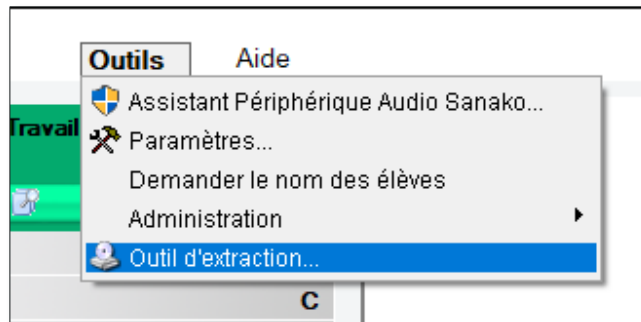 Outils Aide
Assistant Périphérique Audio Sanako...
Travail
Paramètres...
Demander le nom des élèves
Administration
Outil d'extraction...
C